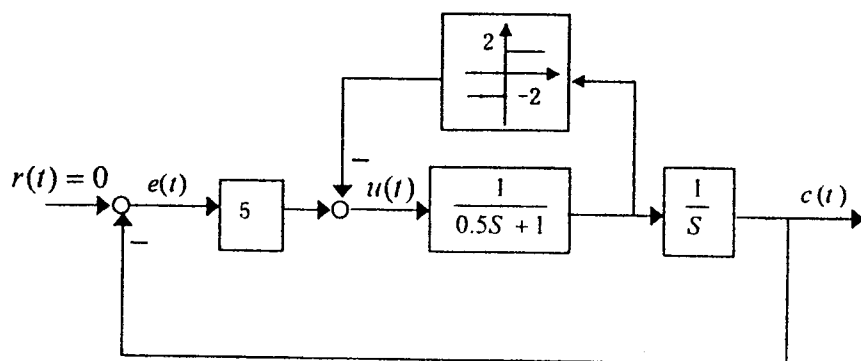 2
-2
–
r(t) = 0
e(t)
5
u(t)
1
0.5S + 1
1
S
c(t)
–